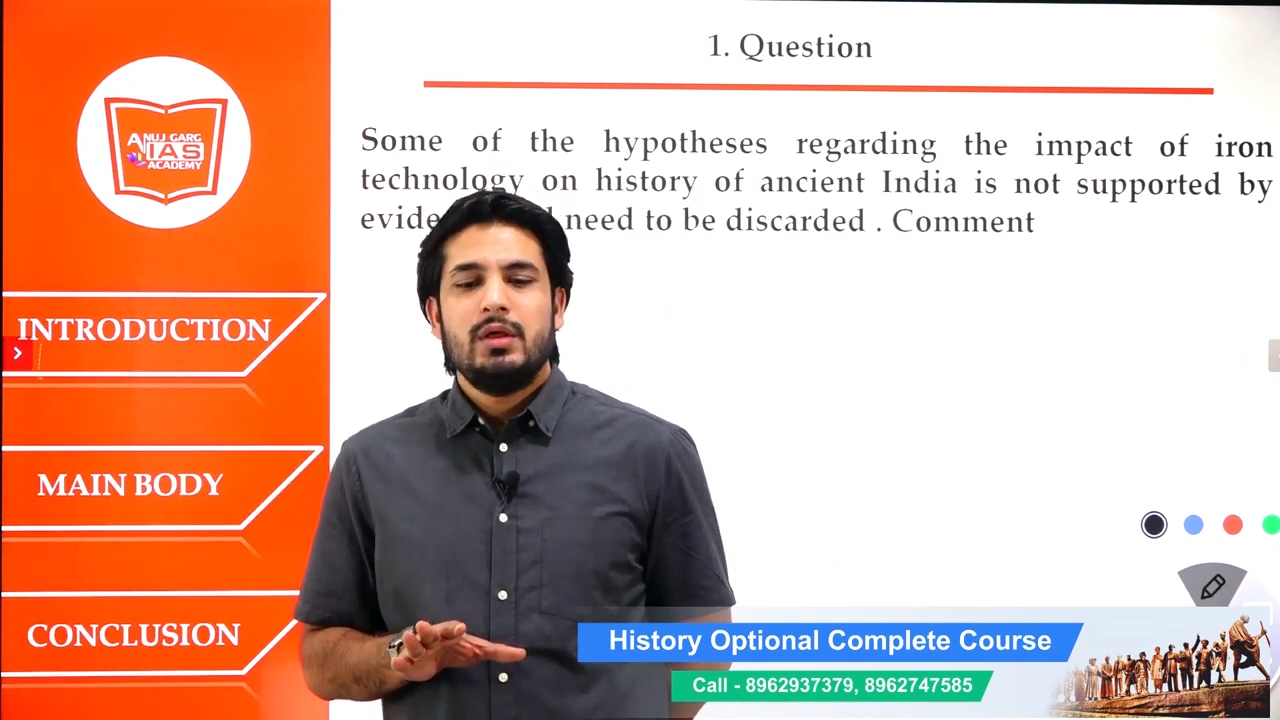 1. Question
Some of the hypotheses regarding the impact of iron
technology on history of ancient India is not supported by
need to be discarded . Comment
ANUJ GARG
IAS
ACADEMY
INTRODUCTION
MAIN BODY
CONCLUSION
History Optional Complete Course
Call - 8962937379, 8962747585